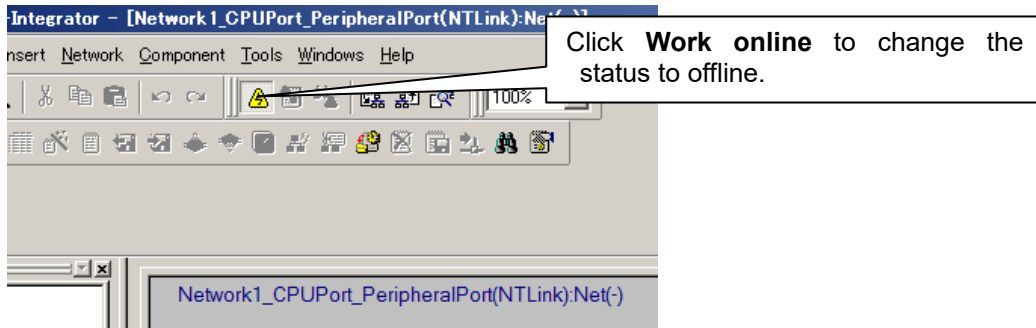 -Integrator - [Network1_CPUPort_PeripheralPort(NTLink):Net(-)]
Click Work online to change the
status to offline.
nsert Network Component Tools Windows Help
100%
Network1_CPUPort_PeripheralPort(NTLink):Net(-)